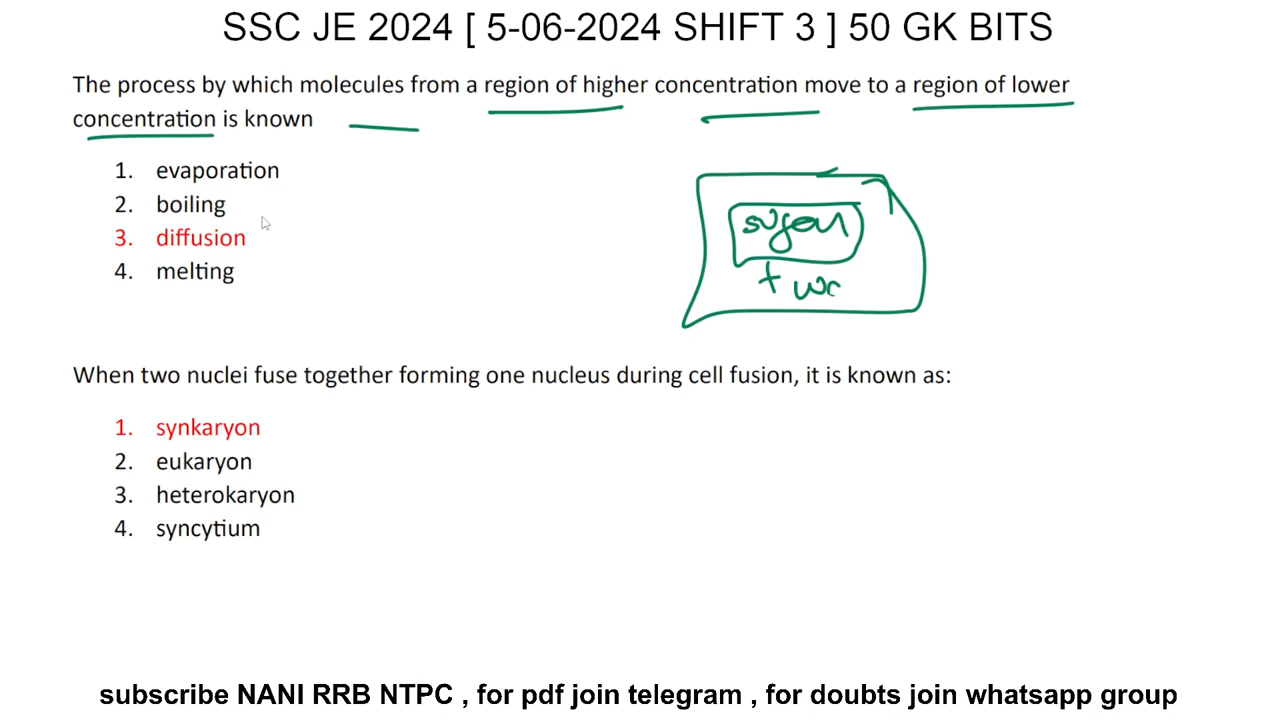 SSC JE 2024 [ 5-06-2024 SHIFT 3 ] 50 GK BITS
The process by which molecules from a region of higher concentration move to a region of lower
concentration is known
1. evaporation
2. boiling
3. diffusion
4. melting
sugar
+ wa
When two nuclei fuse together forming one nucleus during cell fusion, it is known as:
1. synkaryon
2. eukaryon
3. heterokaryon
4. syncytium
subscribe NANI RRB NTPC , for pdf join telegram , for doubts join whatsapp group